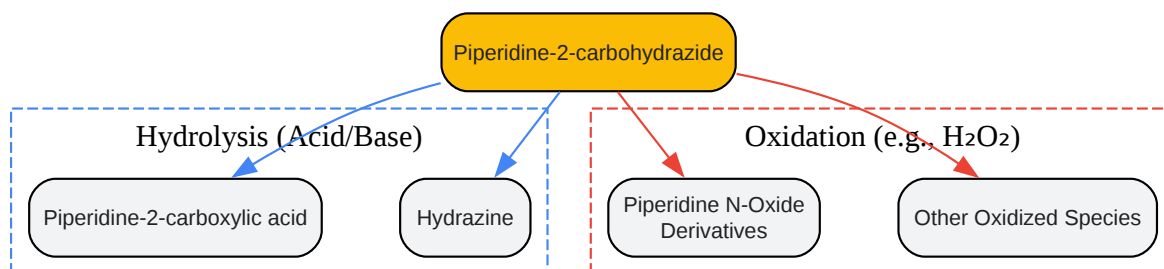 Piperidine-2-carbohydrazide
Hydrolysis (Acid/Base)
Oxidation (e.g., H₂O₂)
Piperidine-2-carboxylic acid
Hydrazine
Piperidine N-Oxide
Derivatives
Other Oxidized Species